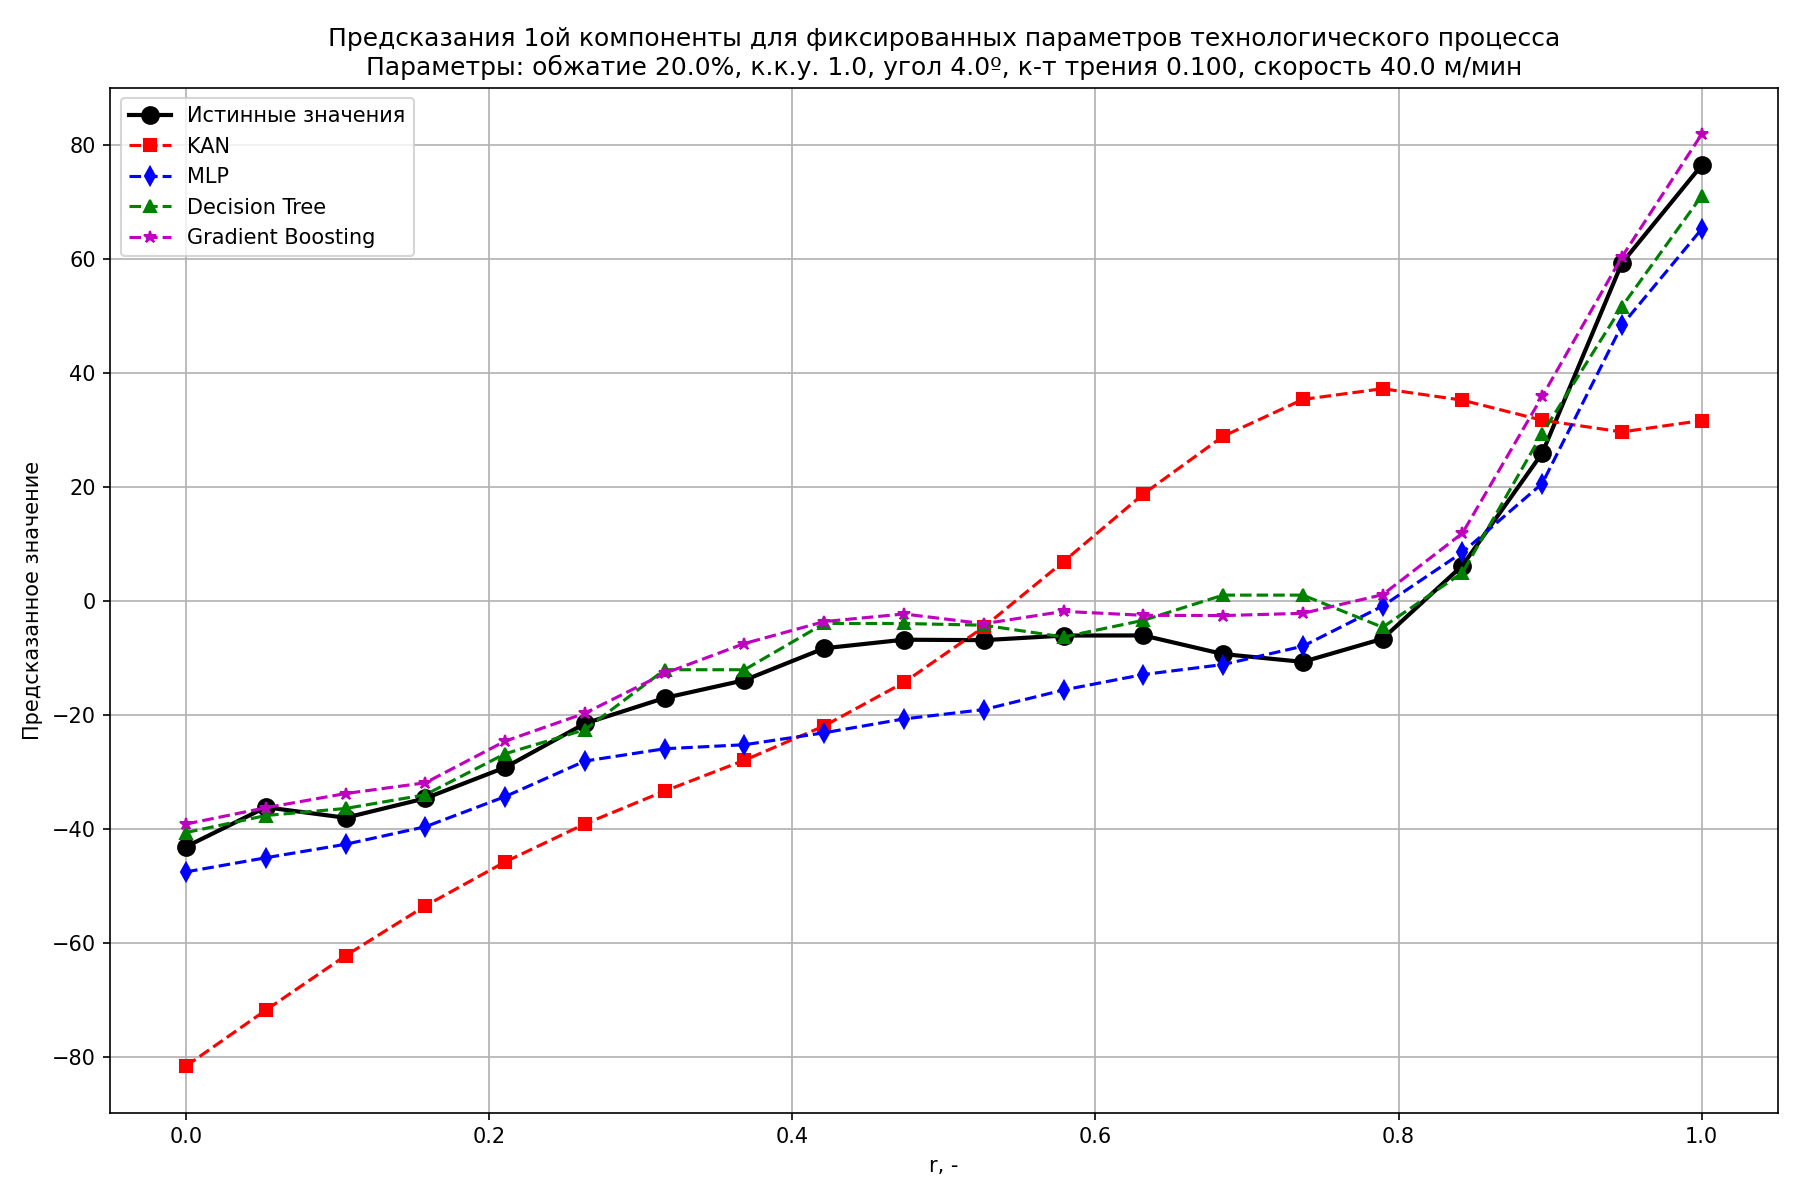 Предсказания 1ой компоненты для фиксированных параметров технологического процесса
Параметры: обжатие 20.0%, к.к.у. 1.0, угол 4.0º, к-т трения 0.100, скорость 40.0 м/мин
Истинные значения
KAN
MLP
Decision Tree
Gradient Boosting
Предсказанное значение
80
60
40
20
0
−20
−40
−60
−80
0.0
0.2
0.4
0.6
0.8
1.0
r, -